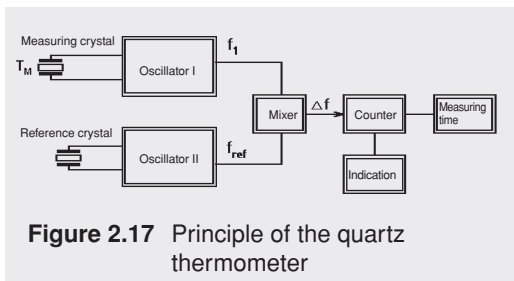 Measuring crystal
T_M
Oscillator I
f_1
Reference crystal
Oscillator II
f_ref
Mixer
Δf
Counter
Measuring
time
Indication
Figure 2.17 Principle of the quartz
thermometer